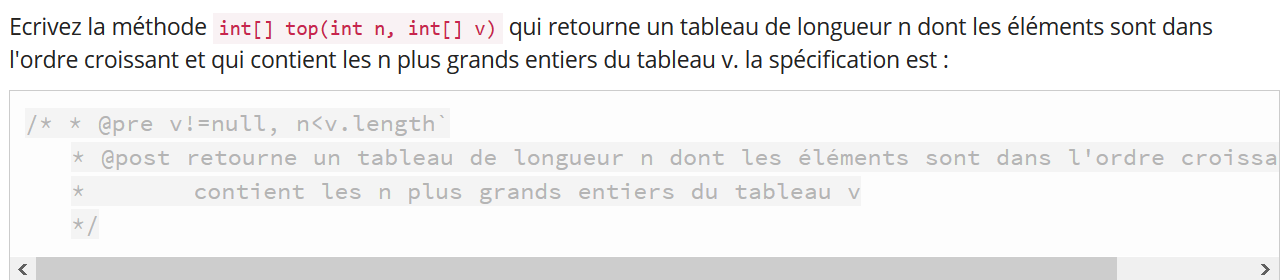 Ecrivez la méthode int[] top(int n, int[] v) qui retourne un tableau de longueur n dont les éléments sont dans
l'ordre croissant et qui contient les n plus grands entiers du tableau v. la spécification est :
/* * @pre v!=null, n<v.length`
* @post retourne un tableau de longueur n dont les éléments sont dans l'ordre croissa
* contient les n plus grands entiers du tableau v
*/